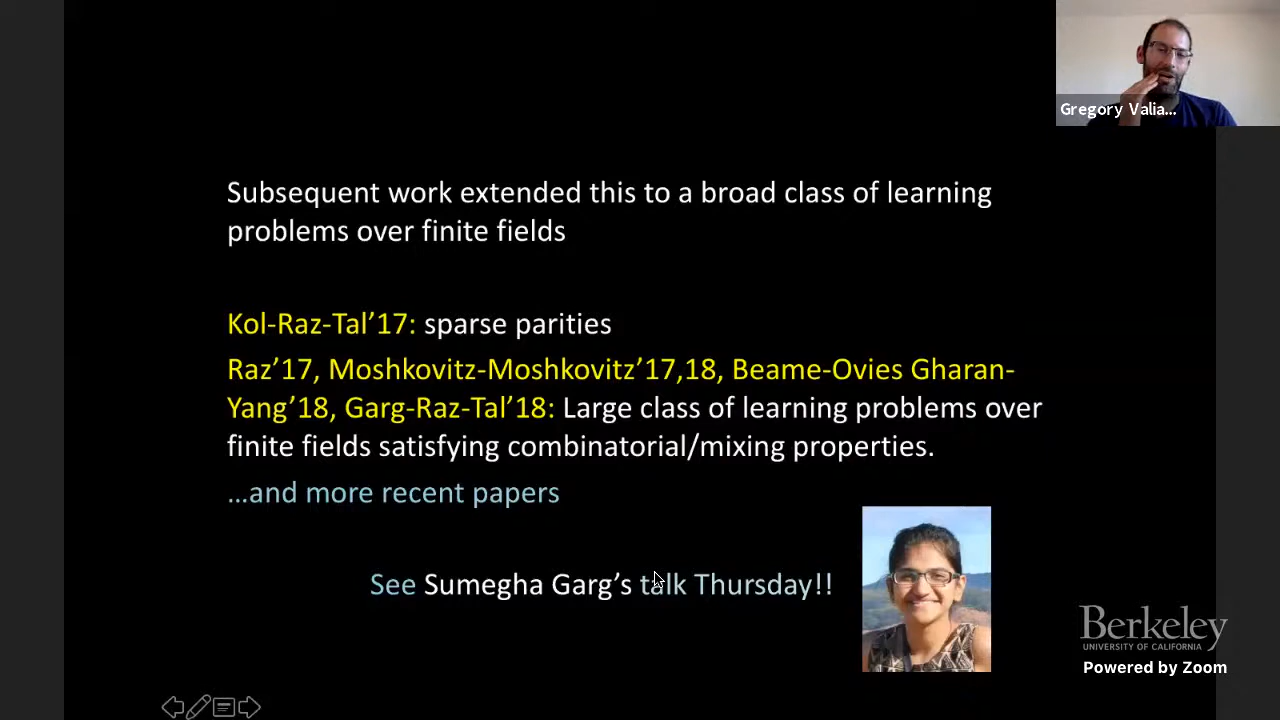 Gregory Valia...
Subsequent work extended this to a broad class of learning
problems over finite fields
Kol-Raz-Tal’17: sparse parities
Raz’17, Moshkovitz-Moshkovitz’17,18, Beame-Ovies Gharan-
Yang’18, Garg-Raz-Tal’18: Large class of learning problems over
finite fields satisfying combinatorial/mixing properties.
…and more recent papers
See Sumegha Garg’s talk Thursday!!
Berkeley
UNIVERSITY OF CALIFORNIA
Powered by Zoom